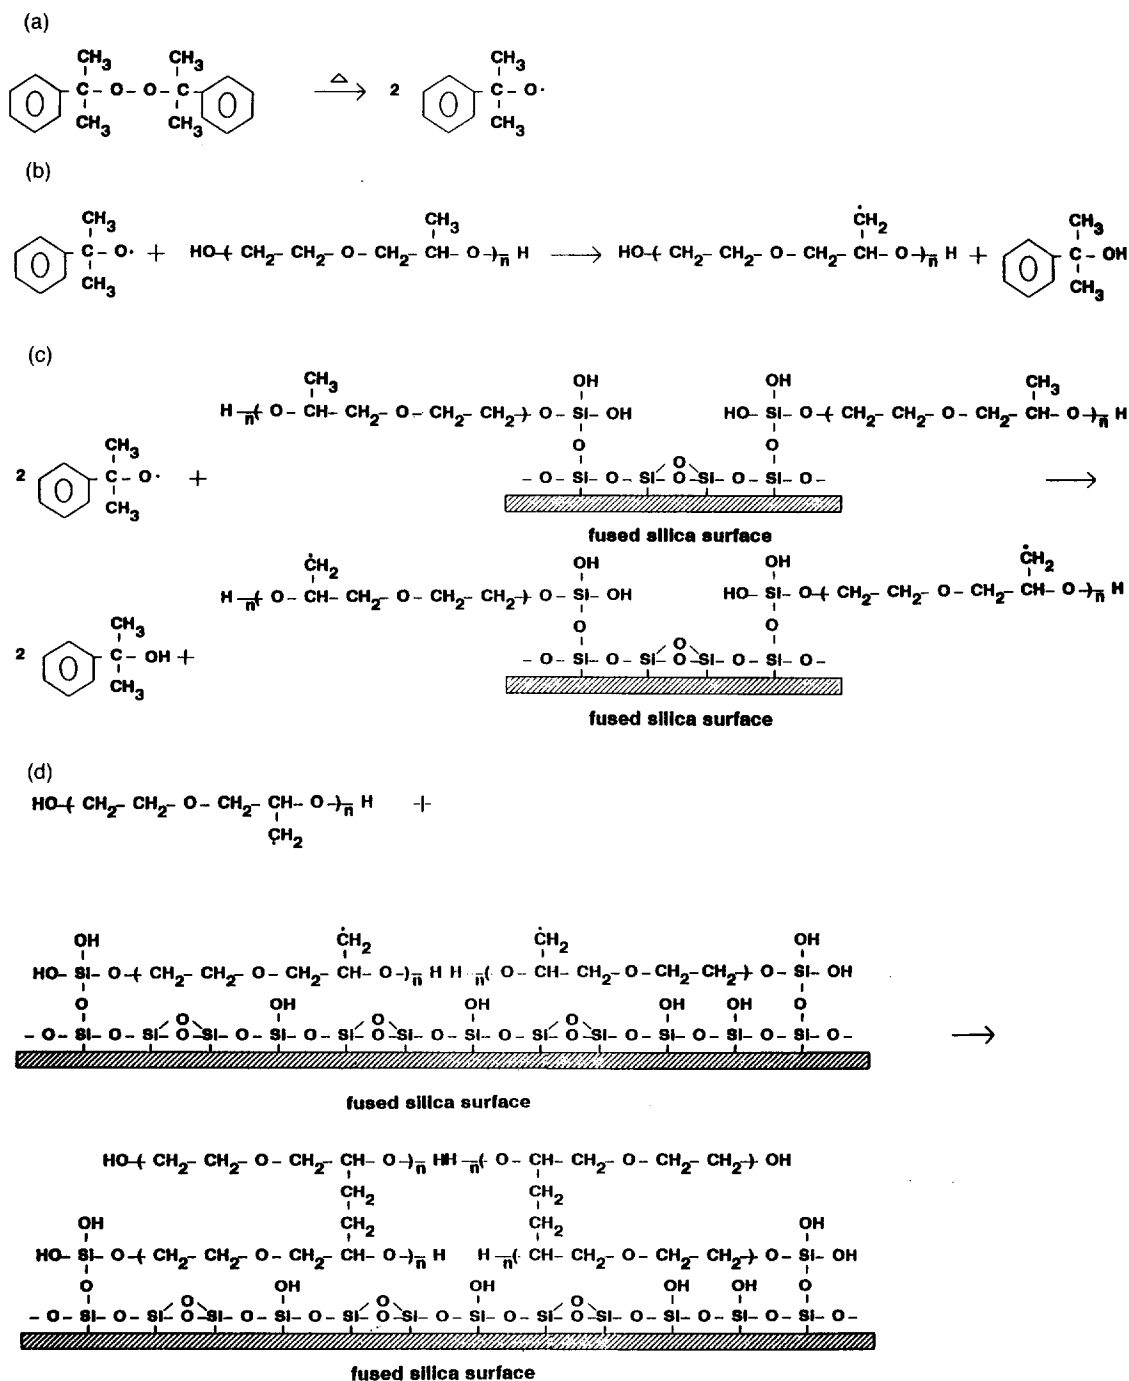 (a)
CH3 CH3 CH3
C - O - O - C △ 2 C - O·
CH3 CH3 CH3
(b)
CH3 CH3 ĊH2 CH3
C - O· + HO-( CH2 - CH2 - O - CH2 - CH - O -)n H → HO-( CH2 - CH2 - O - CH2 - CH - O -)n H + C - OH
CH3 CH3
(c)
CH3 OH OH CH3
H n( O - CH - CH2 - O - CH2 - CH2 ) - O - Si - OH HO - Si - O -( CH2 - CH2 - O - CH2 - CH - O -)n H
CH3 O O
2 C - O· + - O - Si - O - Si O O Si - O - Si - O - →
CH3
fused silica surface
ĊH2 OH OH ĊH2
H n( O - CH - CH2 - O - CH2 - CH2 ) - O - Si - OH HO - Si - O -( CH2 - CH2 - O - CH2 - CH - O -)n H
CH3 O O
2 C - OH + - O - Si - O - Si O O Si - O - Si - O -
CH3
fused silica surface
(d)
HO-( CH2 - CH2 - O - CH2 - CH - O -)n H +
ĊH2
OH ĊH2 ĊH2 OH
HO - Si - O -( CH2 - CH2 - O - CH2 - CH - O -)n H H n( O - CH - CH2 - O - CH2 - CH2 ) - O - Si - OH
O OH OH OH OH O
- O - Si - O - Si O O Si - O - Si - O - Si O O Si - O - Si - O - Si O O Si - O - Si - O - Si - O - Si - O - →
fused silica surface
HO-( CH2 - CH2 - O - CH2 - CH - O -)n H H n( O - CH - CH2 - O - CH2 - CH2 ) - OH
CH2 CH2
OH CH2 CH2 OH
HO - Si - O -( CH2 - CH2 - O - CH2 - CH - O -)n H H n( CH - CH2 - O - CH2 - CH2 ) - O - Si - OH
O OH OH OH OH O
- O - Si - O - Si O O Si - O - Si - O - Si O O Si - O - Si - O - Si O O Si - O - Si - O - Si - O - Si - O -
fused silica surface